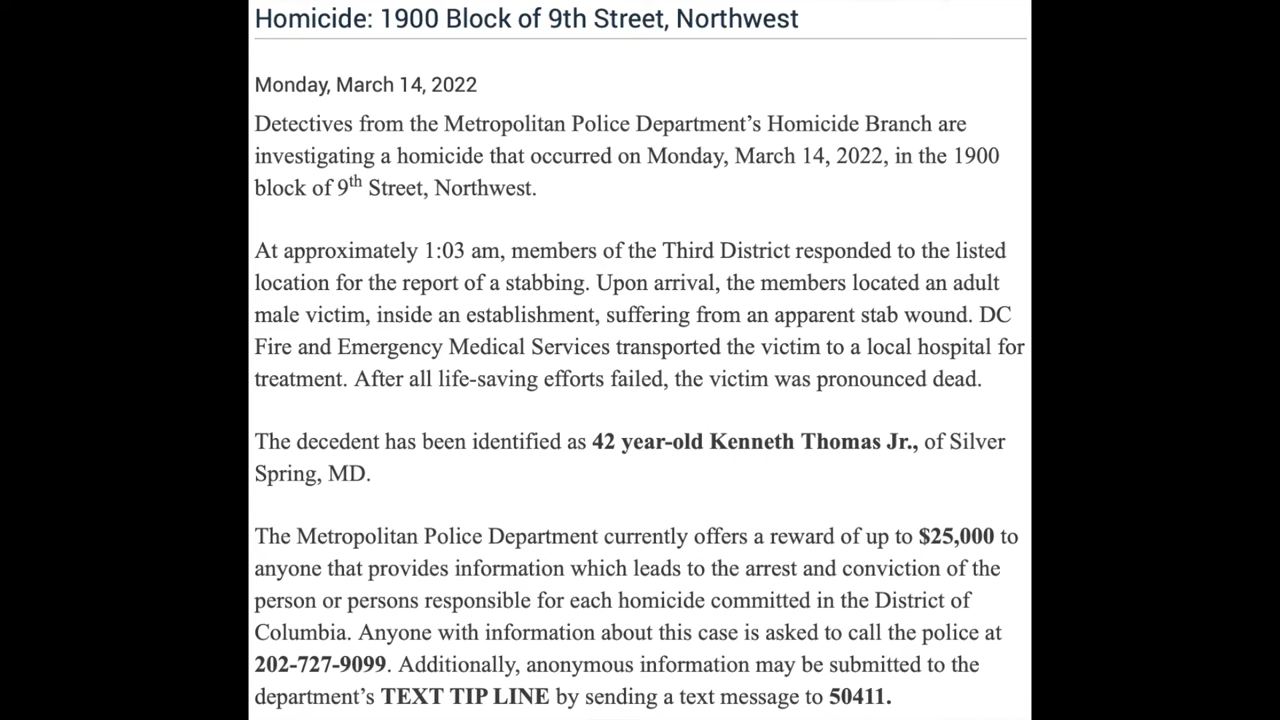 Homicide: 1900 Block of 9th Street, Northwest
Monday, March 14, 2022
Detectives from the Metropolitan Police Department’s Homicide Branch are
investigating a homicide that occurred on Monday, March 14, 2022, in the 1900
block of 9th Street, Northwest.
At approximately 1:03 am, members of the Third District responded to the listed
location for the report of a stabbing. Upon arrival, the members located an adult
male victim, inside an establishment, suffering from an apparent stab wound. DC
Fire and Emergency Medical Services transported the victim to a local hospital for
treatment. After all life-saving efforts failed, the victim was pronounced dead.
The decedent has been identified as 42 year-old Kenneth Thomas Jr., of Silver
Spring, MD.
The Metropolitan Police Department currently offers a reward of up to $25,000 to
anyone that provides information which leads to the arrest and conviction of the
person or persons responsible for each homicide committed in the District of
Columbia. Anyone with information about this case is asked to call the police at
202-727-9099. Additionally, anonymous information may be submitted to the
department’s TEXT TIP LINE by sending a text message to 50411.